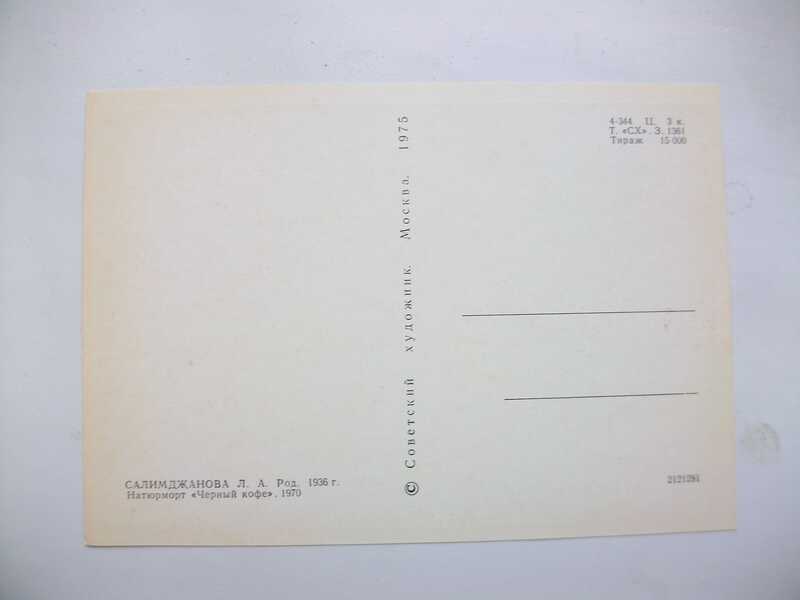 4-344. Ц. 3 к.
Т. «СХ». З. 1361
Тираж 15 000
© Советский художник. Москва. 1975
САЛИМДЖАНОВА Л. А. Род. 1936 г.
Натюрморт «Черный кофе». 1970
2121281